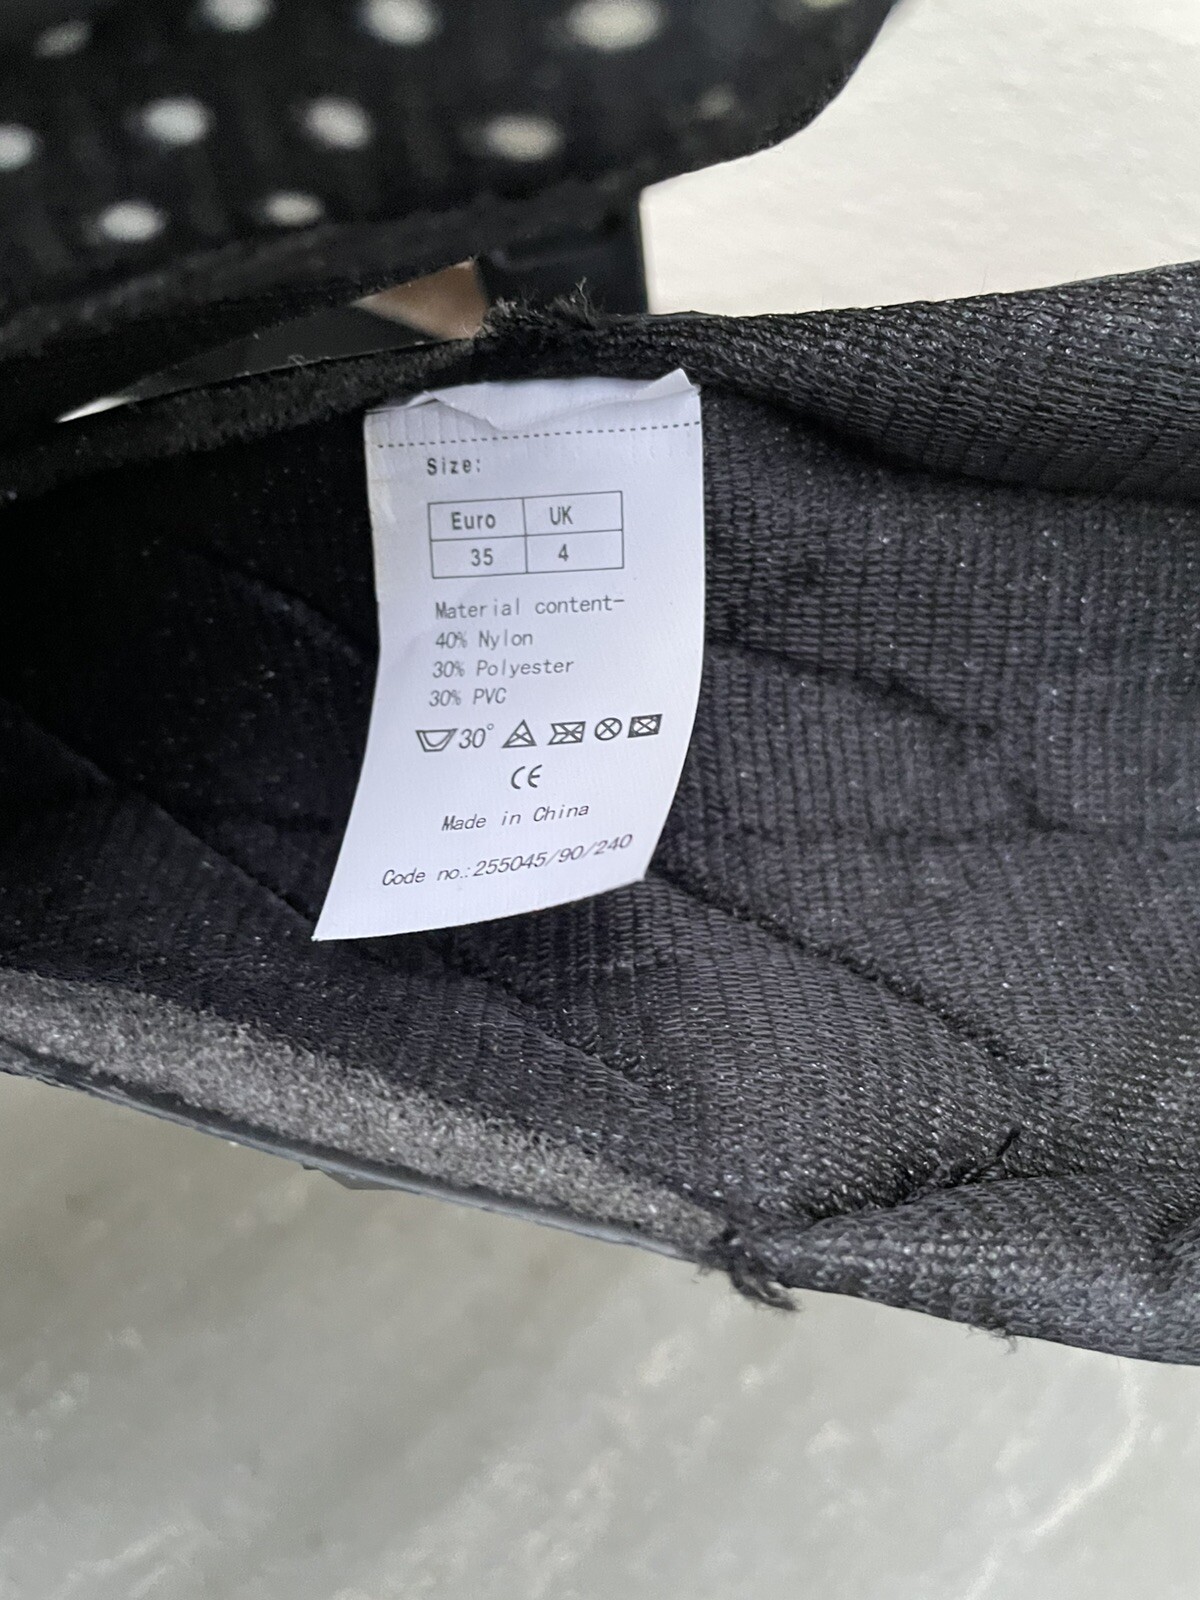 Size:
Euro UK
35 4
Material content-
40% Nylon
30% Polyester
30% PVC
30°
CE
Made in China
Code no.:255045/90/240